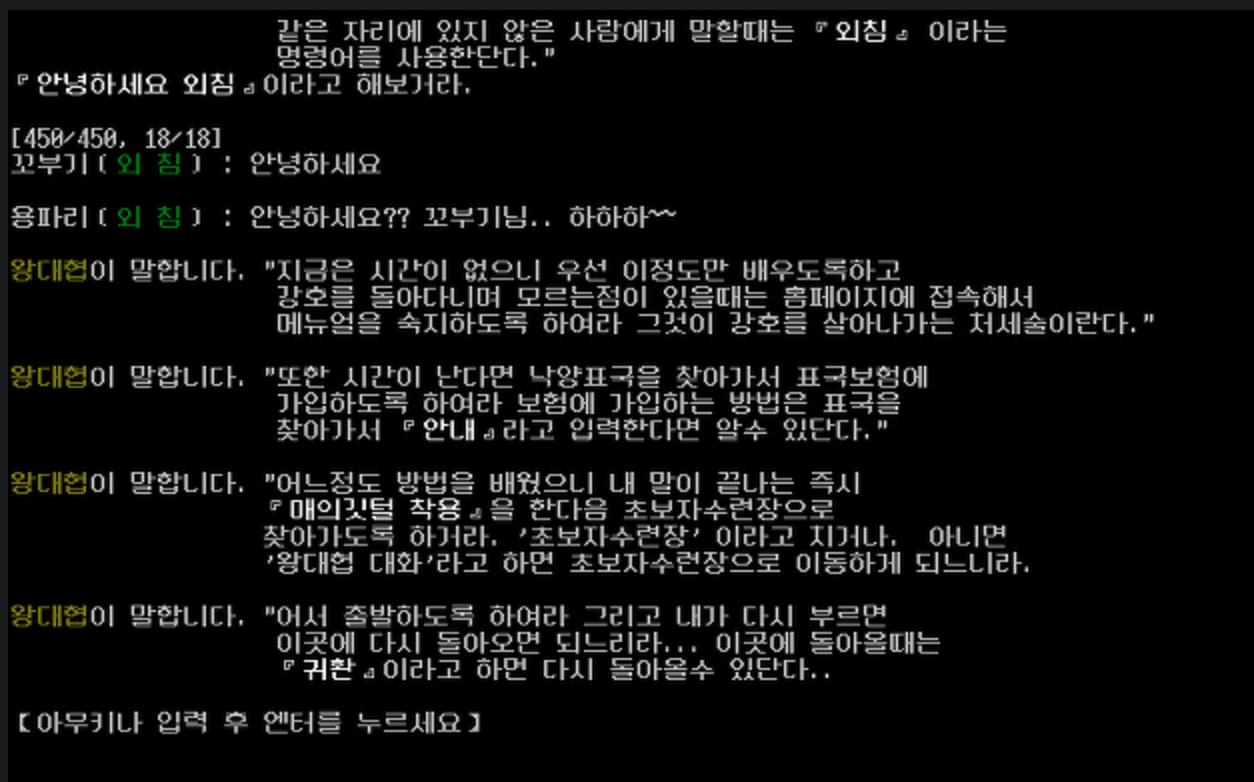 같은 자리에 있지 않은 사람에게 말할때는 『외침』 이라는
명령어를 사용한단다."
『안녕하세요 외침』이라고 해보거라.
[450/450, 18/18]
꼬부기( 외 침 ) : 안녕하세요
용파리( 외 침 ) : 안녕하세요?? 꼬부기님.. 하하하~~
왕대협이 말합니다. "지금은 시간이 없으니 우선 이정도만 배우도록하고
강호를 돌아다니며 모르는점이 있을때는 홈페이지에 접속해서
메뉴얼을 숙지하도록 하여라 그것이 강호를 살아나가는 처세술이란다."
왕대협이 말합니다. "또한 시간이 난다면 낙양표국을 찾아가서 표국보험에
가입하도록 하여라 보험에 가입하는 방법은 표국을
찾아가서 『안내』라고 입력한다면 알수 있단다."
왕대협이 말합니다. "어느정도 방법을 배웠으니 내 말이 끝나는 즉시
『매의깃털 착용』을 한다음 초보자수련장으로
찾아가도록 하거라. '초보자수련장' 이라고 치거나.  아니면
'왕대협 대화'라고 하면 초보자수련장으로 이동하게 되느니라.
왕대협이 말합니다. "어서 출발하도록 하여라 그리고 내가 다시 부르면
이곳에 다시 돌아오면 되느리라... 이곳에 돌아올때는
『귀환』이라고 하면 다시 돌아올수 있단다..
【아무키나 입력 후 엔터를 누르세요】